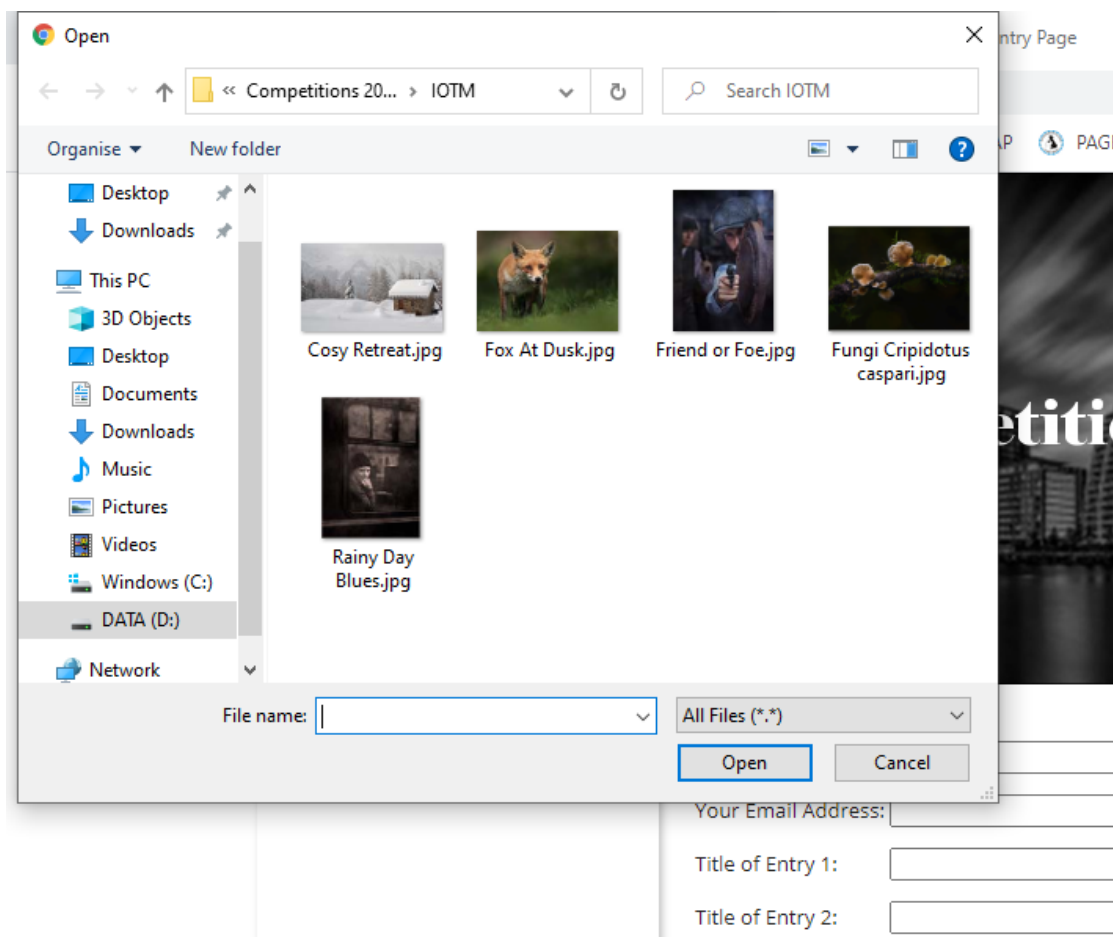 Open
ntry Page
« Competitions 20... › IOTM
Search IOTM
Organise
New folder
AP
PAG
Desktop
Downloads
This PC
3D Objects
Desktop
Documents
Downloads
Music
Pictures
Videos
Windows (C:)
DATA (D:)
Network
Cosy Retreat.jpg
Fox At Dusk.jpg
Friend or Foe.jpg
Fungi Cripidotus
caspari.jpg
Rainy Day
Blues.jpg
etiti
File name:
All Files (*.*)
Open
Cancel
Your Email Address:
Title of Entry 1:
Title of Entry 2: